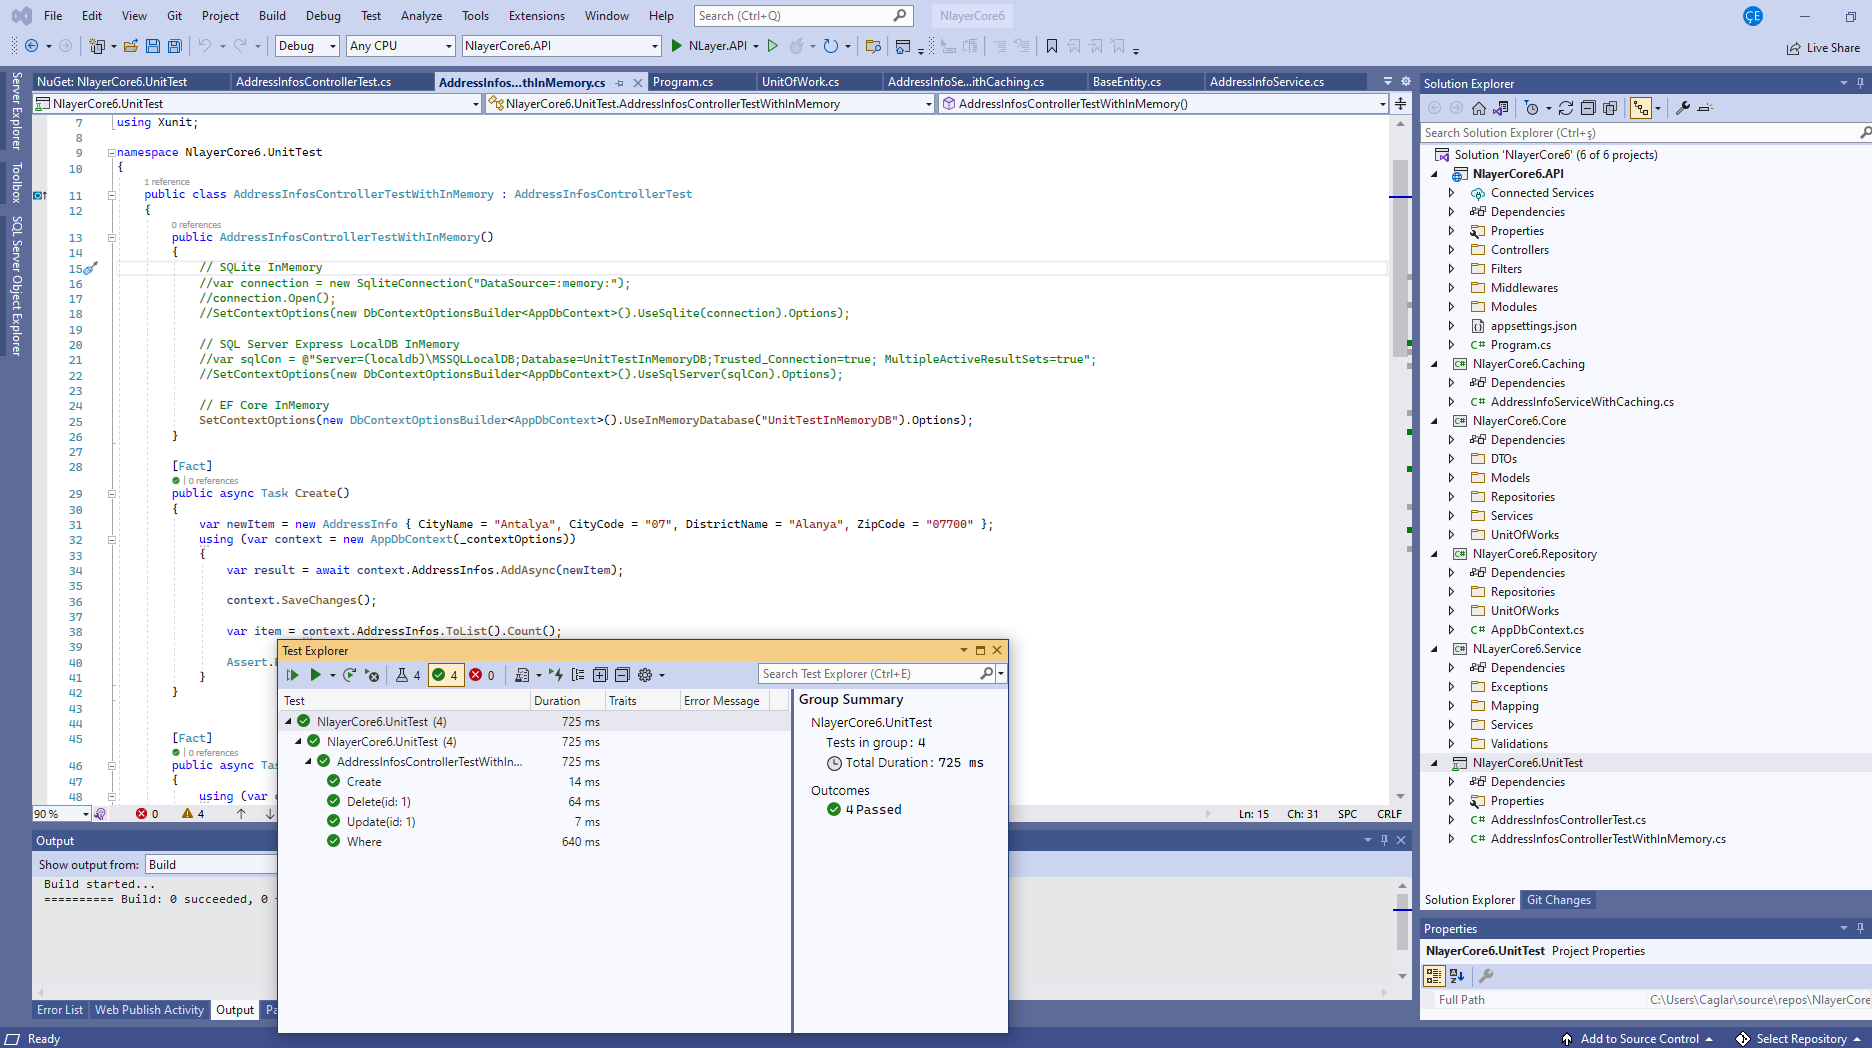 File Edit View Git Project Build Debug Test Analyze Tools Extensions Window Help Search (Ctrl+Q) NlayerCore6 ÇE
Debug Any CPU NlayerCore6.API NLayer.API Live Share
Server Explorer
Toolbox
SQL Server Object Explorer
NuGet: NlayerCore6.UnitTest AddressInfosControllerTest.cs AddressInfos...thInMemory.cs Program.cs UnitOfWork.cs AddressInfoSe...ithCaching.cs BaseEntity.cs AddressInfoService.cs
NlayerCore6.UnitTest NlayerCore6.UnitTest.AddressInfosControllerTestWithInMemory AddressInfosControllerTestWithInMemory()
7 using Xunit;
8
9 namespace NlayerCore6.UnitTest
10 {
1 reference
11 public class AddressInfosControllerTestWithInMemory : AddressInfosControllerTest
12 {
0 references
13 public AddressInfosControllerTestWithInMemory()
14 {
15 // SQLite InMemory
16 //var connection = new SqliteConnection("DataSource=:memory:");
17 //connection.Open();
18 //SetContextOptions(new DbContextOptionsBuilder<AppDbContext>().UseSqlite(connection).Options);
19
20 // SQL Server Express LocalDB InMemory
21 //var sqlCon = @"Server=(localdb)\MSSQLLocalDB;Database=UnitTestInMemoryDB;Trusted_Connection=true; MultipleActiveResultSets=true";
22 //SetContextOptions(new DbContextOptionsBuilder<AppDbContext>().UseSqlServer(sqlCon).Options);
23
24 // EF Core InMemory
25 SetContextOptions(new DbContextOptionsBuilder<AppDbContext>().UseInMemoryDatabase("UnitTestInMemoryDB").Options);
26 }
27
28 [Fact]
0 references
29 public async Task Create()
30 {
31 var newItem = new AddressInfo { CityName = "Antalya", CityCode = "07", DistrictName = "Alanya", ZipCode = "07700" };
32 using (var context = new AppDbContext(_contextOptions))
33 {
34 var result = await context.AddressInfos.AddAsync(newItem);
35
36 context.SaveChanges();
37
38 var item = context.AddressInfos.ToList().Count();
39
40 Assert.
41 }
42 }
43
44
45 [Fact]
0 references
46 public async Ta
47 {
48 using (var c
90 % 0 4 Ln: 15 Ch: 31 SPC CRLF
Test Explorer
4 4 0 Search Test Explorer (Ctrl+E)
Test Duration Traits Error Message
NlayerCore6.UnitTest (4) 725 ms
NlayerCore6.UnitTest (4) 725 ms
AddressInfosControllerTestWithIn... 725 ms
Create 14 ms
Delete(id: 1) 64 ms
Update(id: 1) 7 ms
Where 640 ms
Group Summary
NlayerCore6.UnitTest
Tests in group: 4
Total Duration: 725 ms
Outcomes
4 Passed
Output
Show output from: Build
Build started...
========== Build: 0 succeeded, 0
Error List Web Publish Activity Output Pa
Solution Explorer
Search Solution Explorer (Ctrl+ş)
Solution 'NlayerCore6' (6 of 6 projects)
NlayerCore6.API
Connected Services
Dependencies
Properties
Controllers
Filters
Middlewares
Modules
appsettings.json
C# Program.cs
C# NlayerCore6.Caching
Dependencies
C# AddressInfoServiceWithCaching.cs
C# NlayerCore6.Core
Dependencies
DTOs
Models
Repositories
Services
UnitOfWorks
C# NlayerCore6.Repository
Dependencies
Repositories
UnitOfWorks
C# AppDbContext.cs
C# NLayerCore6.Service
Dependencies
Exceptions
Mapping
Services
Validations
NlayerCore6.UnitTest
Dependencies
Properties
C# AddressInfosControllerTest.cs
C# AddressInfosControllerTestWithInMemory.cs
Solution Explorer Git Changes
Properties
NlayerCore6.UnitTest Project Properties
Full Path C:\Users\Caglar\source\repos\NlayerCore
Ready Add to Source Control Select Repository